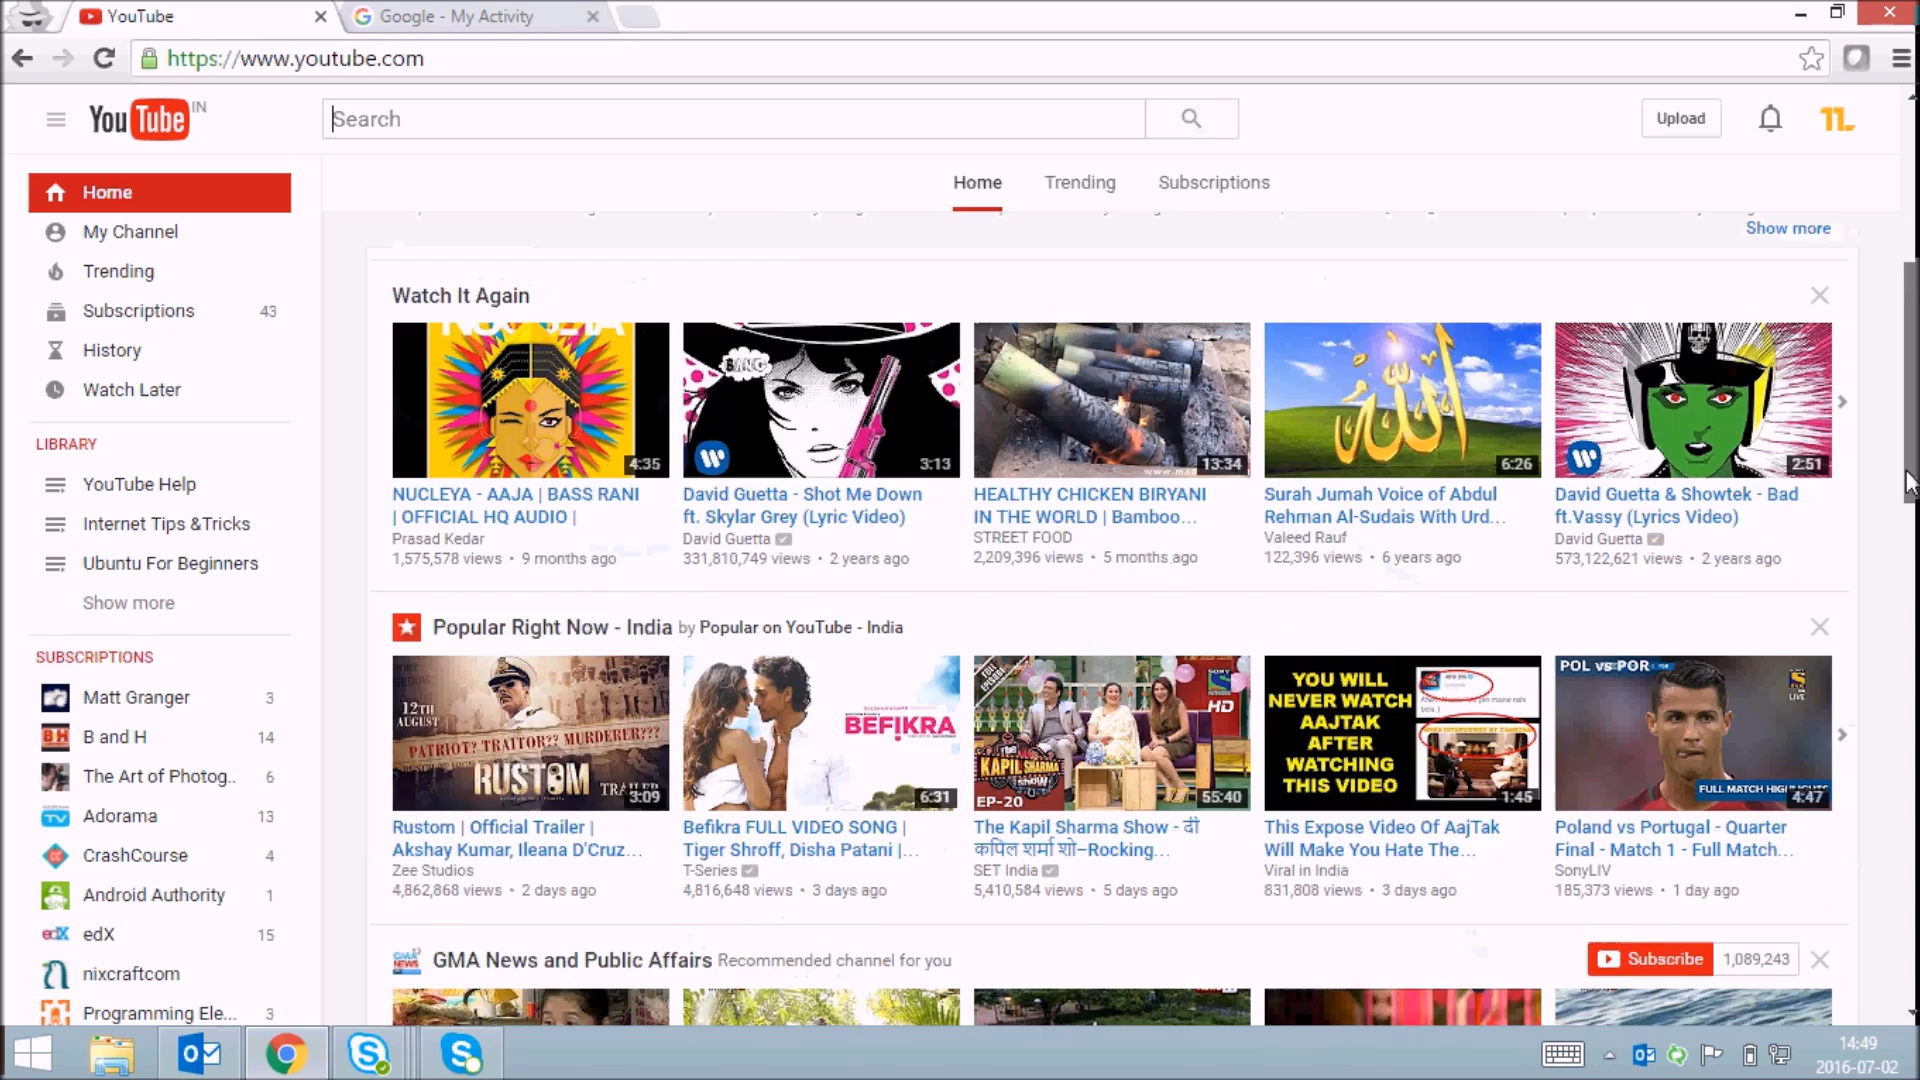 YouTube
Google - My Activity
https://www.youtube.com
YouTube IN
Search
Upload
Home
Trending
Subscriptions
Show more
Home
My Channel
Trending
Subscriptions 43
History
Watch Later
LIBRARY
YouTube Help
Internet Tips &Tricks
Ubuntu For Beginners
Show more
SUBSCRIPTIONS
Matt Granger 3
B and H 14
The Art of Photog.. 6
Adorama 13
CrashCourse 4
Android Authority 1
edX 15
nixcraftcom
Programming Ele... 3
Watch It Again
4:35
BANG
3:13
13:34
الله
6:26
2:51
NUCLEYA - AAJA | BASS RANI
| OFFICIAL HQ AUDIO |
Prasad Kedar
1,575,578 views • 9 months ago
David Guetta - Shot Me Down
ft. Skylar Grey (Lyric Video)
David Guetta
331,810,749 views • 2 years ago
HEALTHY CHICKEN BIRYANI
IN THE WORLD | Bamboo...
STREET FOOD
2,209,396 views • 5 months ago
Surah Jumah Voice of Abdul
Rehman Al-Sudais With Urd...
Valeed Rauf
122,396 views • 6 years ago
David Guetta & Showtek - Bad
ft.Vassy (Lyrics Video)
David Guetta
573,122,621 views • 2 years ago
Popular Right Now - India by Popular on YouTube - India
12TH
AUGUST
PATRIOT? TRAITOR?? MURDERER???
RUSTOM
TRAILER
3:09
BEFIKRA
6:31
FULL EPISODE
SONY
SET
HD
The
KAPIL SHARMA
Show
EP-20
55:40
YOU WILL
NEVER WATCH
AAJTAK
AFTER
WATCHING
THIS VIDEO
1:45
POL vs POR
LIVE
FULL MATCH HIGHLIGHTS
4:47
Rustom | Official Trailer |
Akshay Kumar, Ileana D'Cruz...
Zee Studios
4,862,868 views • 2 days ago
Befikra FULL VIDEO SONG |
Tiger Shroff, Disha Patani |...
T-Series
4,816,648 views • 3 days ago
The Kapil Sharma Show - दी
कपिल शर्मा शो–Rocking...
SET India
5,410,584 views • 5 days ago
This Expose Video Of AajTak
Will Make You Hate The...
Viral in India
831,808 views • 3 days ago
Poland vs Portugal - Quarter
Final - Match 1 - Full Match...
SonyLIV
185,373 views • 1 day ago
GMA News and Public Affairs Recommended channel for you
Subscribe 1,089,243
14:49
2016-07-02